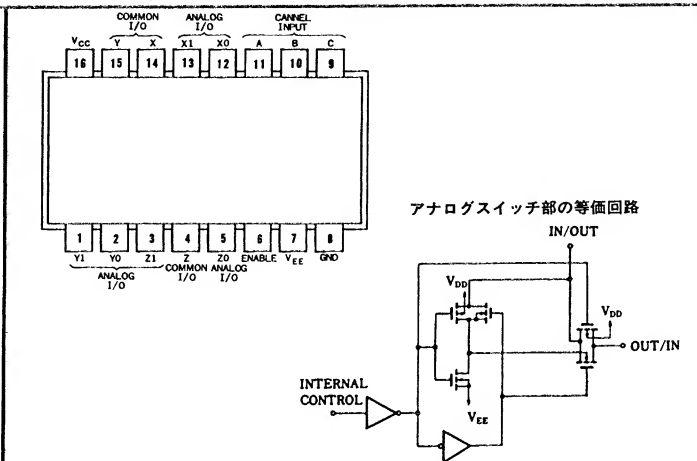 COMMON ANALOG CANNEL
I/O I/O INPUT
VCC Y X X1 X0 A B C
16 15 14 13 12 11 10 9
1 2 3 4 5 6 7 8
Y1 Y0 Z1 Z Z0 ENABLE VEE GND
ANALOG COMMON ANALOG
I/O I/O I/O
アナログスイッチ部の等価回路
IN/OUT
VDD
VDD
OUT/IN
INTERNAL
CONTROL
VEE